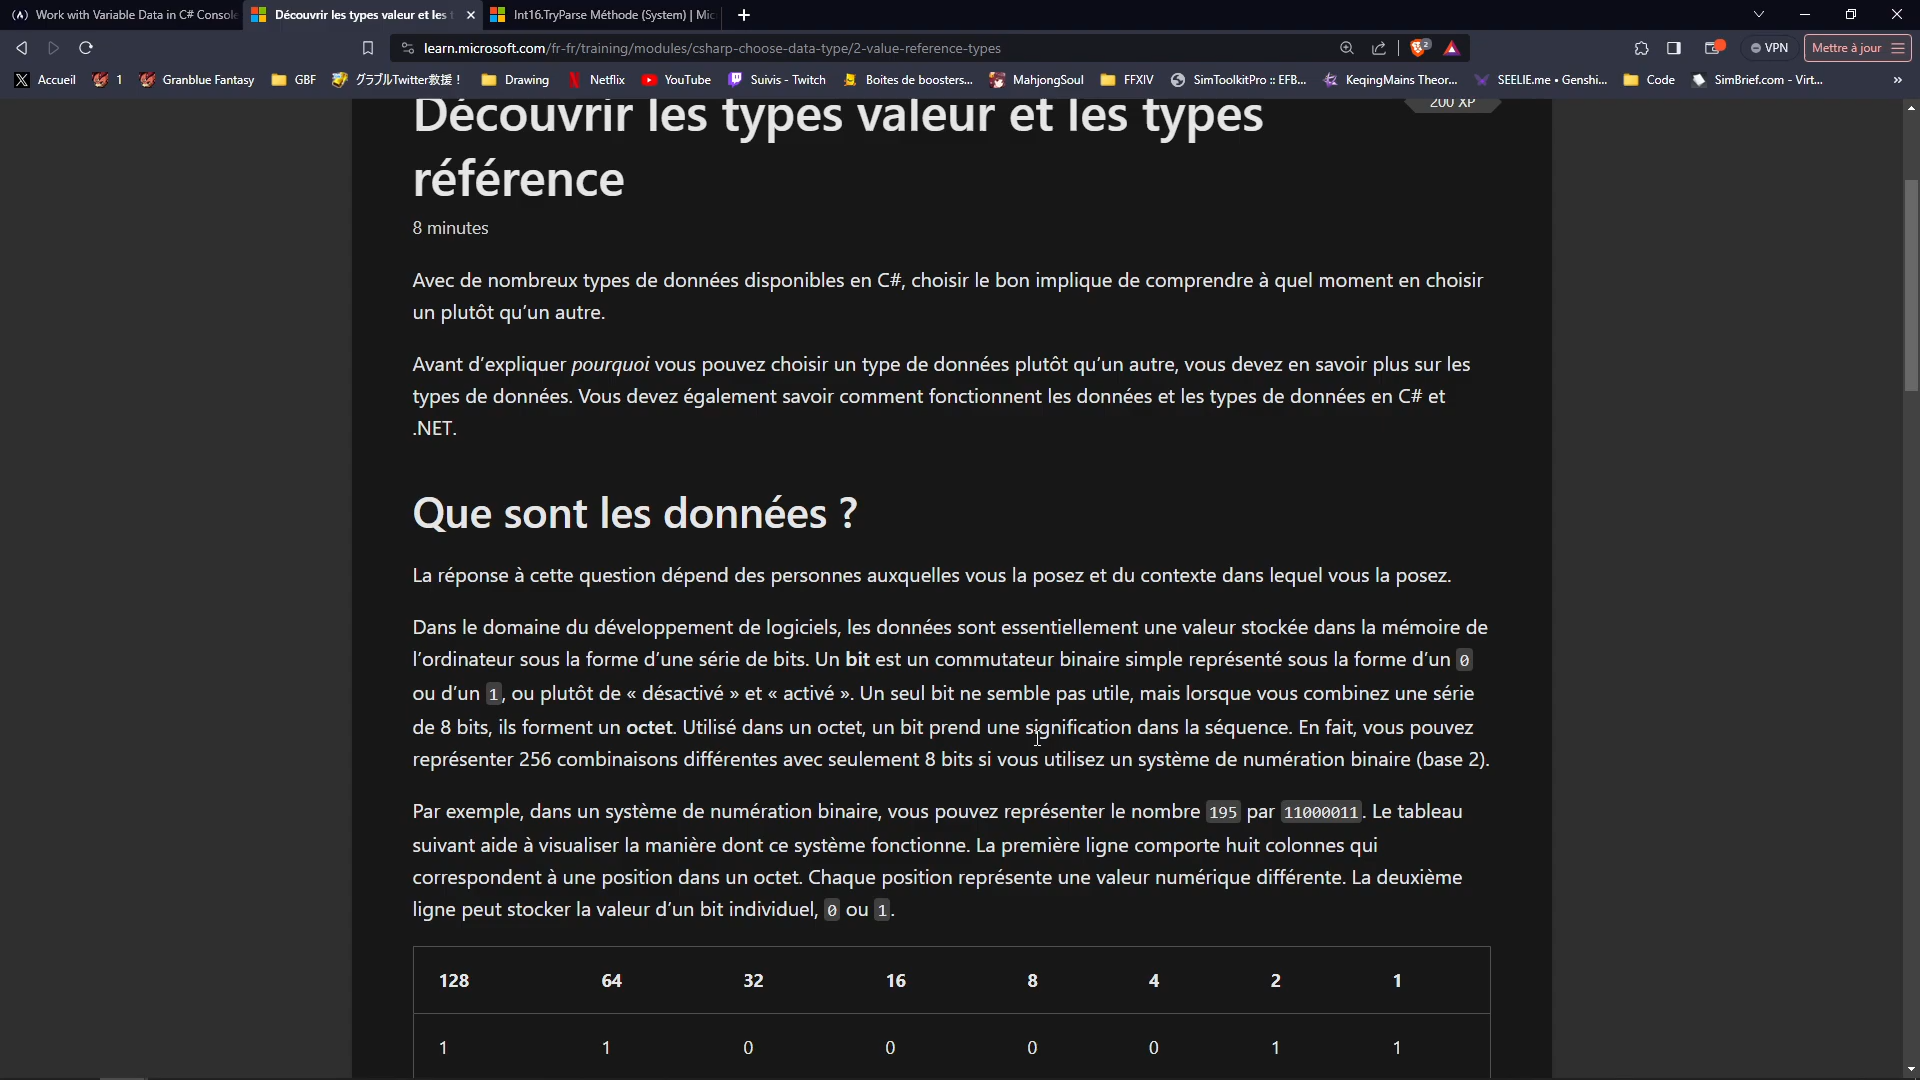 Work with Variable Data in C# Console
Découvrir les types valeur et les t
Int16.TryParse Méthode (System) | Mic
learn.microsoft.com/fr-fr/training/modules/csharp-choose-data-type/2-value-reference-types
2
VPN
Mettre à jour
Accueil
1
Granblue Fantasy
GBF
グラブルTwitter救援！
Drawing
Netflix
YouTube
Suivis - Twitch
Boites de boosters...
MahjongSoul
FFXIV
SimToolkitPro :: EFB...
KeqingMains Theor...
SEELIE.me • Genshi...
Code
SimBrief.com - Virt...
»
200 XP
Découvrir les types valeur et les types
référence
8 minutes
Avec de nombreux types de données disponibles en C#, choisir le bon implique de comprendre à quel moment en choisir
un plutôt qu’un autre.
Avant d’expliquer pourquoi vous pouvez choisir un type de données plutôt qu’un autre, vous devez en savoir plus sur les
types de données. Vous devez également savoir comment fonctionnent les données et les types de données en C# et
.NET.
Que sont les données ?
La réponse à cette question dépend des personnes auxquelles vous la posez et du contexte dans lequel vous la posez.
Dans le domaine du développement de logiciels, les données sont essentiellement une valeur stockée dans la mémoire de
l’ordinateur sous la forme d’une série de bits. Un bit est un commutateur binaire simple représenté sous la forme d’un 0
ou d’un 1, ou plutôt de « désactivé » et « activé ». Un seul bit ne semble pas utile, mais lorsque vous combinez une série
de 8 bits, ils forment un octet. Utilisé dans un octet, un bit prend une signification dans la séquence. En fait, vous pouvez
représenter 256 combinaisons différentes avec seulement 8 bits si vous utilisez un système de numération binaire (base 2).
Par exemple, dans un système de numération binaire, vous pouvez représenter le nombre 195 par 11000011. Le tableau
suivant aide à visualiser la manière dont ce système fonctionne. La première ligne comporte huit colonnes qui
correspondent à une position dans un octet. Chaque position représente une valeur numérique différente. La deuxième
ligne peut stocker la valeur d’un bit individuel, 0 ou 1.
128 64 32 16 8 4 2 1
1 1 0 0 0 0 1 1